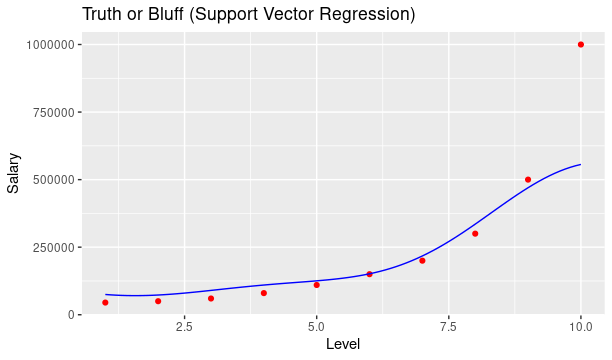 Truth or Bluff (Support Vector Regression)
1000000
750000
500000
250000
0
Salary
2.5 5.0 7.5 10.0
Level